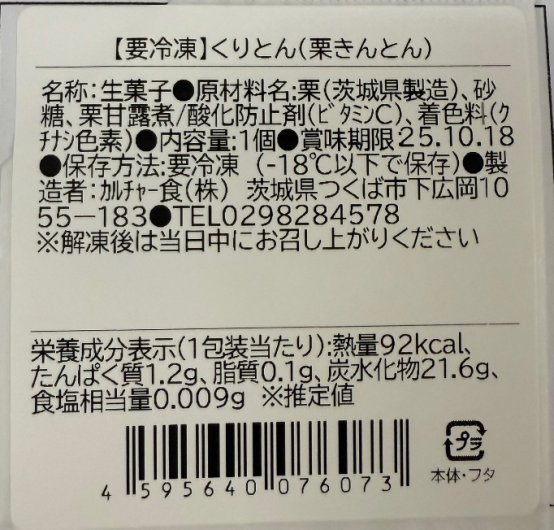 【要冷凍】くりとん(栗きんとん)
名称:生菓子●原材料名:栗(茨城県製造)、砂
糖、栗甘露煮/酸化防止剤(ビタミンC)、着色料(ク
チナシ色素)●内容量:1個●賞味期限25.10.18
●保存方法:要冷凍 (-18℃以下で保存)●製
造者:カルチャー食(株) 茨城県つくば市下広岡10
55ー183●TEL0298284578
※解凍後は当日中にお召し上がりください
栄養成分表示(1包装当たり):熱量92kcal、
たんぱく質1.2g、脂質0.1g、炭水化物21.6g、
食塩相当量0.009g ※推定値
プラ
本体・フタ
4 595640 076073